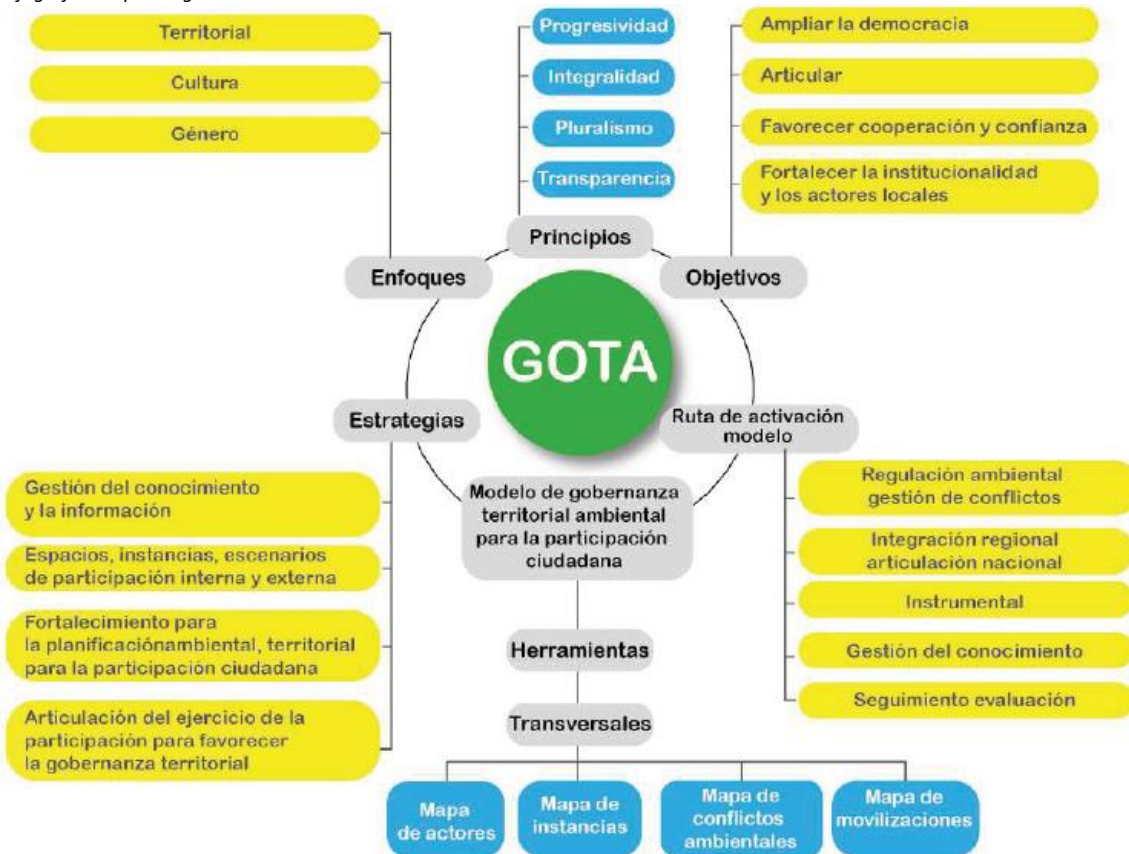 Territorial
Cultura
Género
Progresividad
Integralidad
Pluralismo
Transparencia
Ampliar la democracia
Articular
Favorecer cooperación y confianza
Fortalecer la institucionalidad
y los actores locales
Principios
Enfoques
Objetivos
GOTA
Estrategias
Ruta de activación
modelo
Modelo de gobernanza
territorial ambiental
para la participación
ciudadana
Gestión del conocimiento
y la información
Espacios, instancias, escenarios
de participación interna y externa
Fortalecimiento para
la planificaciónambiental, territorial
para la participación ciudadana
Articulación del ejercicio de la
participación para favorecer
la gobernanza territorial
Regulación ambiental
gestión de conflictos
Integración regional
articulación nacional
Instrumental
Gestión del conocimiento
Seguimiento evaluación
Herramientas
Transversales
Mapa
de actores
Mapa de
instancias
Mapa de
conflictos
ambientales
Mapa de
movilizaciones